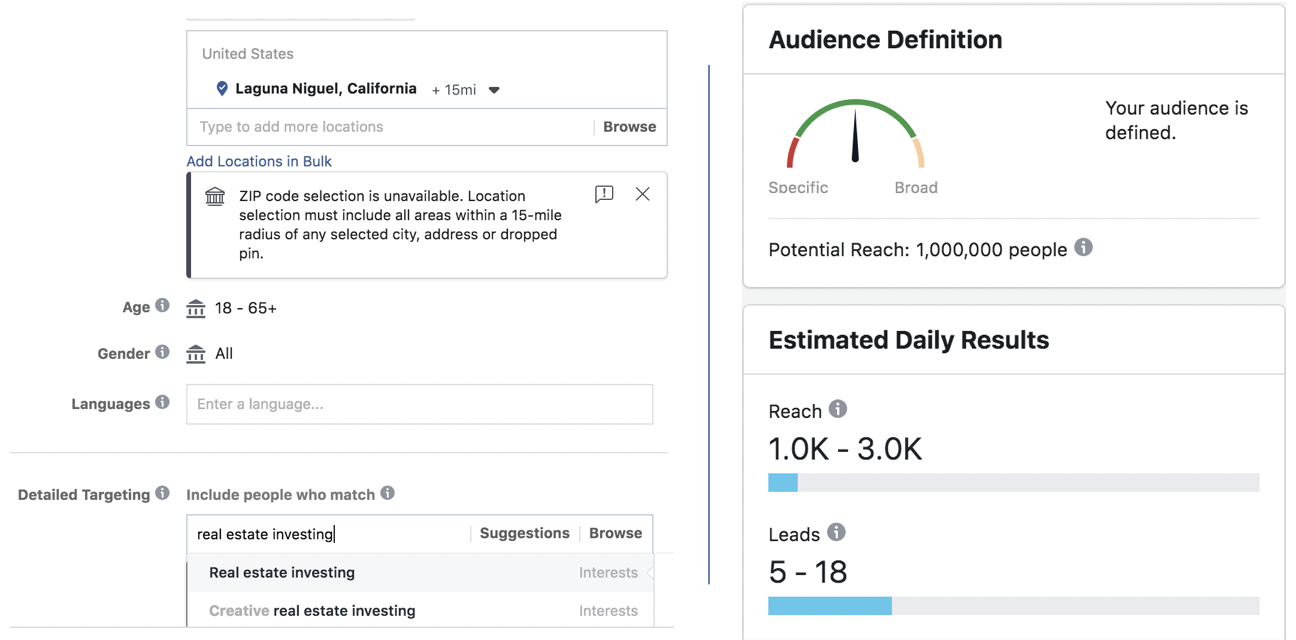 United States
Laguna Niguel, California + 15mi
Type to add more locations Browse
Add Locations in Bulk
ZIP code selection is unavailable. Location
selection must include all areas within a 15-mile
radius of any selected city, address or dropped
pin.
Age 18 - 65+
Gender All
Languages Enter a language...
Detailed Targeting Include people who match
real estate investing Suggestions Browse
Real estate investing Interests
Creative real estate investing Interests
Audience Definition
Your audience is
defined.
Specific Broad
Potential Reach: 1,000,000 people
Estimated Daily Results
Reach
1.0K - 3.0K
Leads
5 - 18